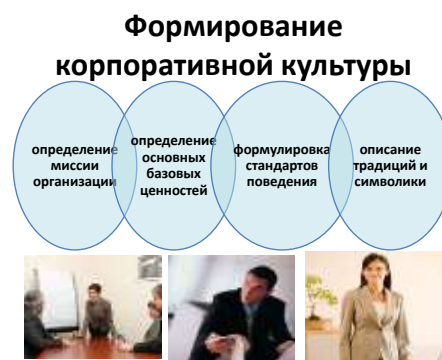 Формирование
корпоративной культуры
определение
миссии
организации
определение
основных
базовых
ценностей
формулировка
стандартов
поведения
описание
традиций и
символики